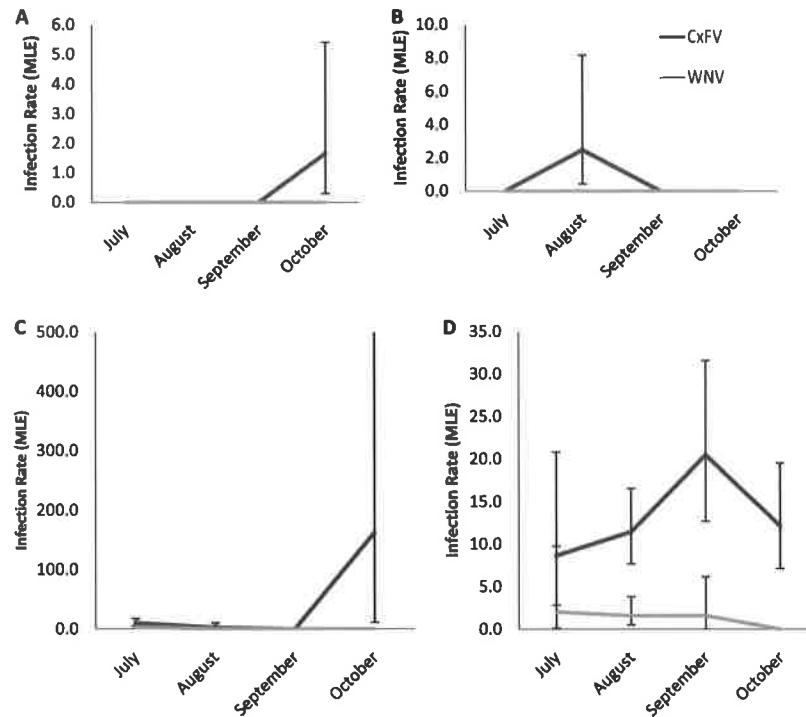 A
Infection Rate (MLE)
6.0
5.0
4.0
3.0
2.0
1.0
0.0
July
August
September
October
B
Infection Rate (MLE)
10.0
8.0
6.0
4.0
2.0
0.0
July
August
September
October
CxFV
WNV
C
Infection Rate (MLE)
500.0
400.0
300.0
200.0
100.0
0.0
July
August
September
October
D
Infection Rate (MLE)
35.0
30.0
25.0
20.0
15.0
10.0
5.0
0.0
July
August
September
October